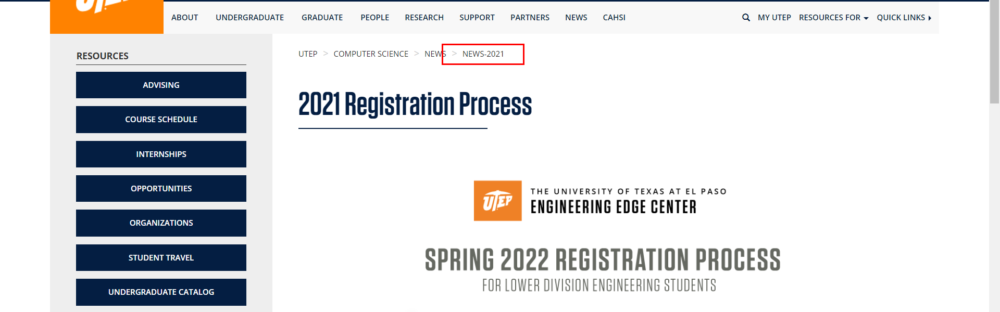 UTEP
ABOUT UNDERGRADUATE GRADUATE PEOPLE RESEARCH SUPPORT PARTNERS NEWS CAHSI MY UTEP RESOURCES FOR QUICK LINKS
RESOURCES
ADVISING
COURSE SCHEDULE
INTERNSHIPS
OPPORTUNITIES
ORGANIZATIONS
STUDENT TRAVEL
UNDERGRADUATE CATALOG
UTEP > COMPUTER SCIENCE > NEWS > NEWS-2021
2021 Registration Process
UTEP
THE UNIVERSITY OF TEXAS AT EL PASO
ENGINEERING EDGE CENTER
SPRING 2022 REGISTRATION PROCESS
FOR LOWER DIVISION ENGINEERING STUDENTS